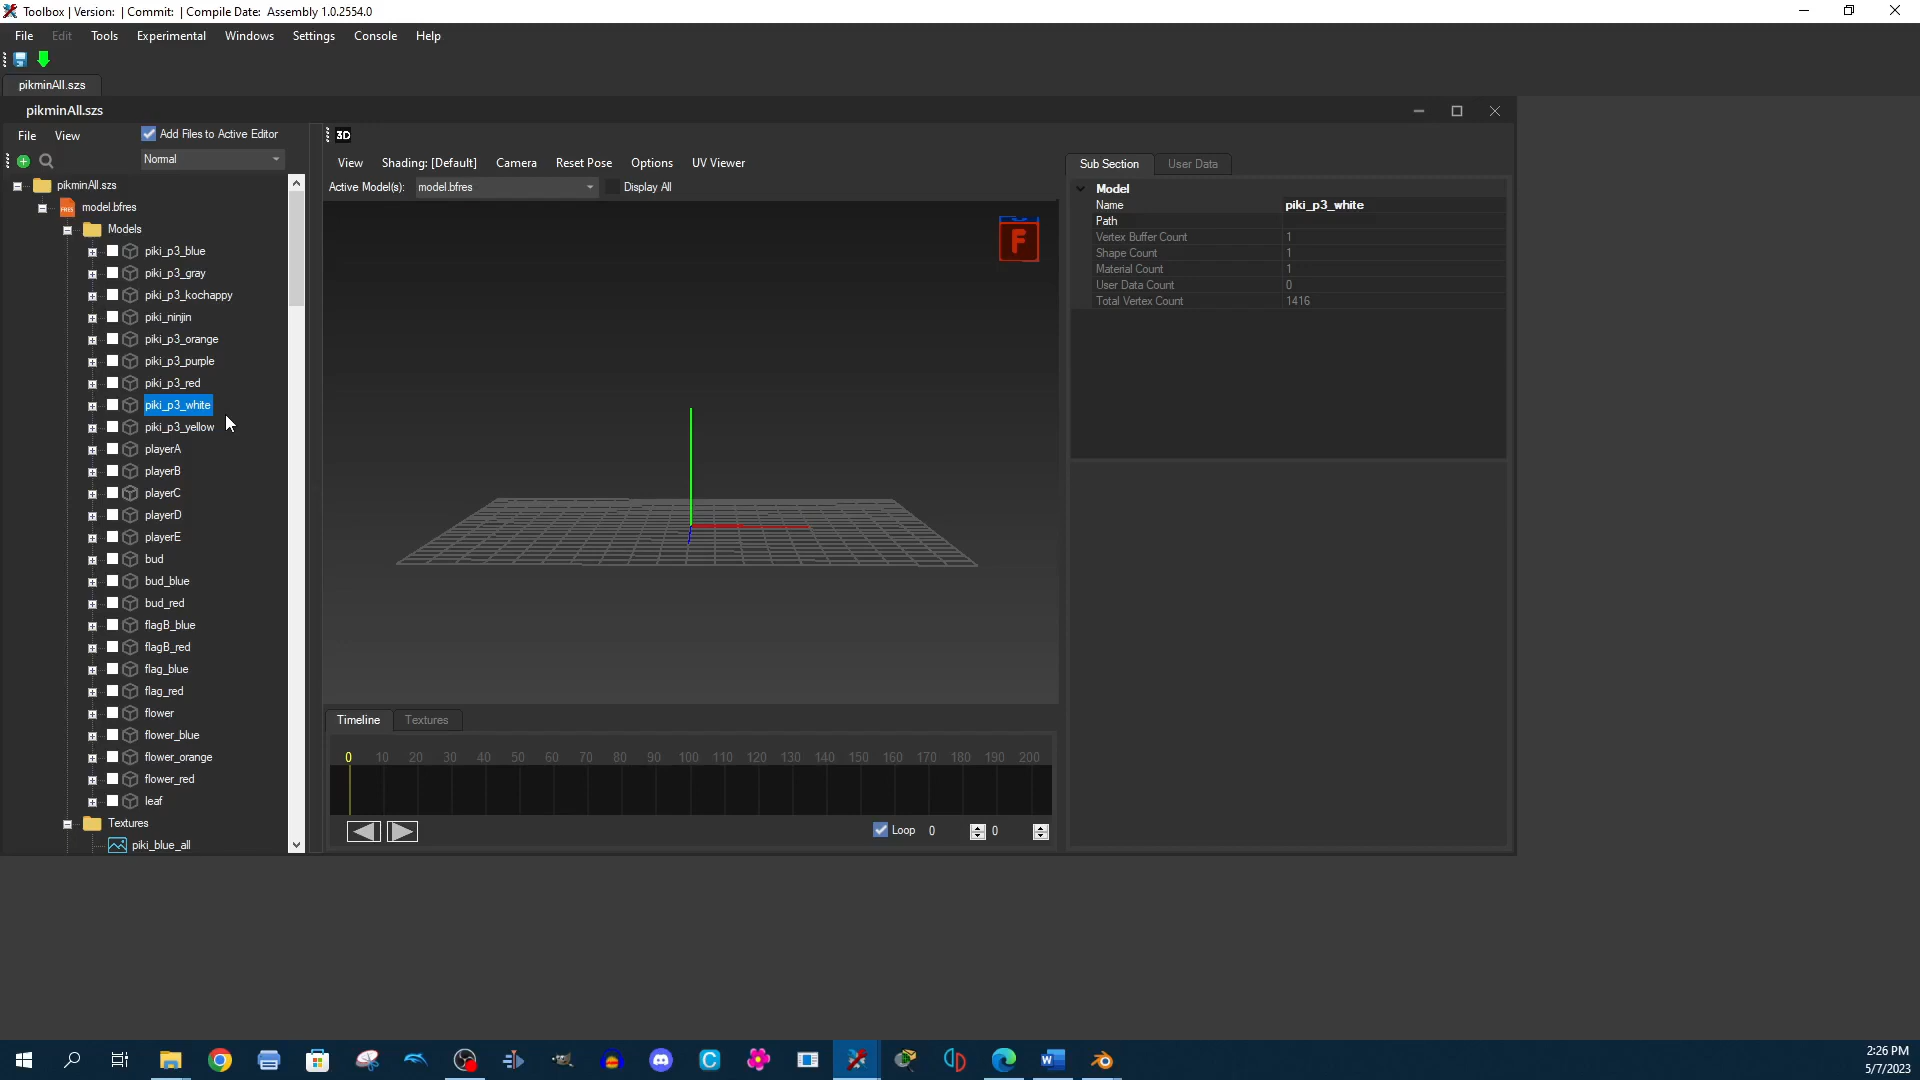 Toolbox | Version:  | Commit:  | Compile Date:  Assembly 1.0.2554.0
File Edit Tools Experimental Windows Settings Console Help
pikminAll.szs
pikminAll.szs
File View Add Files to Active Editor
Normal
pikminAll.szs
FRES model.bfres
Models
piki_p3_blue
piki_p3_gray
piki_p3_kochappy
piki_ninjin
piki_p3_orange
piki_p3_purple
piki_p3_red
piki_p3_white
piki_p3_yellow
playerA
playerB
playerC
playerD
playerE
bud
bud_blue
bud_red
flagB_blue
flagB_red
flag_blue
flag_red
flower
flower_blue
flower_orange
flower_red
leaf
Textures
piki_blue_all
3D
View Shading: [Default] Camera Reset Pose Options UV Viewer
Active Model(s): model.bfres Display All
F
Timeline Textures
0 10 20 30 40 50 60 70 80 90 100 110 120 130 140 150 160 170 180 190 200
Loop 0 0
Sub Section User Data
Model
Name piki_p3_white
Path
Vertex Buffer Count 1
Shape Count 1
Material Count 1
User Data Count 0
Total Vertex Count 1416
2:26 PM
5/7/2023